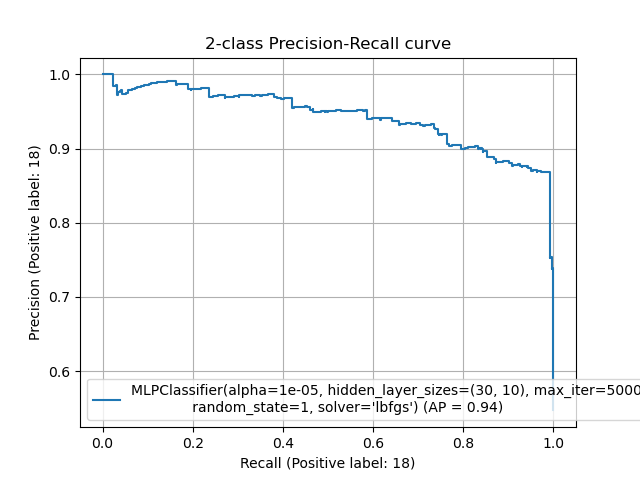 2-class Precision-Recall curve
1.0
0.9
0.8
0.7
0.6
Precision (Positive label: 18)
MLPClassifier(alpha=1e-05, hidden_layer_sizes=(30, 10), max_iter=5000
random_state=1, solver='lbfgs') (AP = 0.94)
0.0 0.2 0.4 0.6 0.8 1.0
Recall (Positive label: 18)